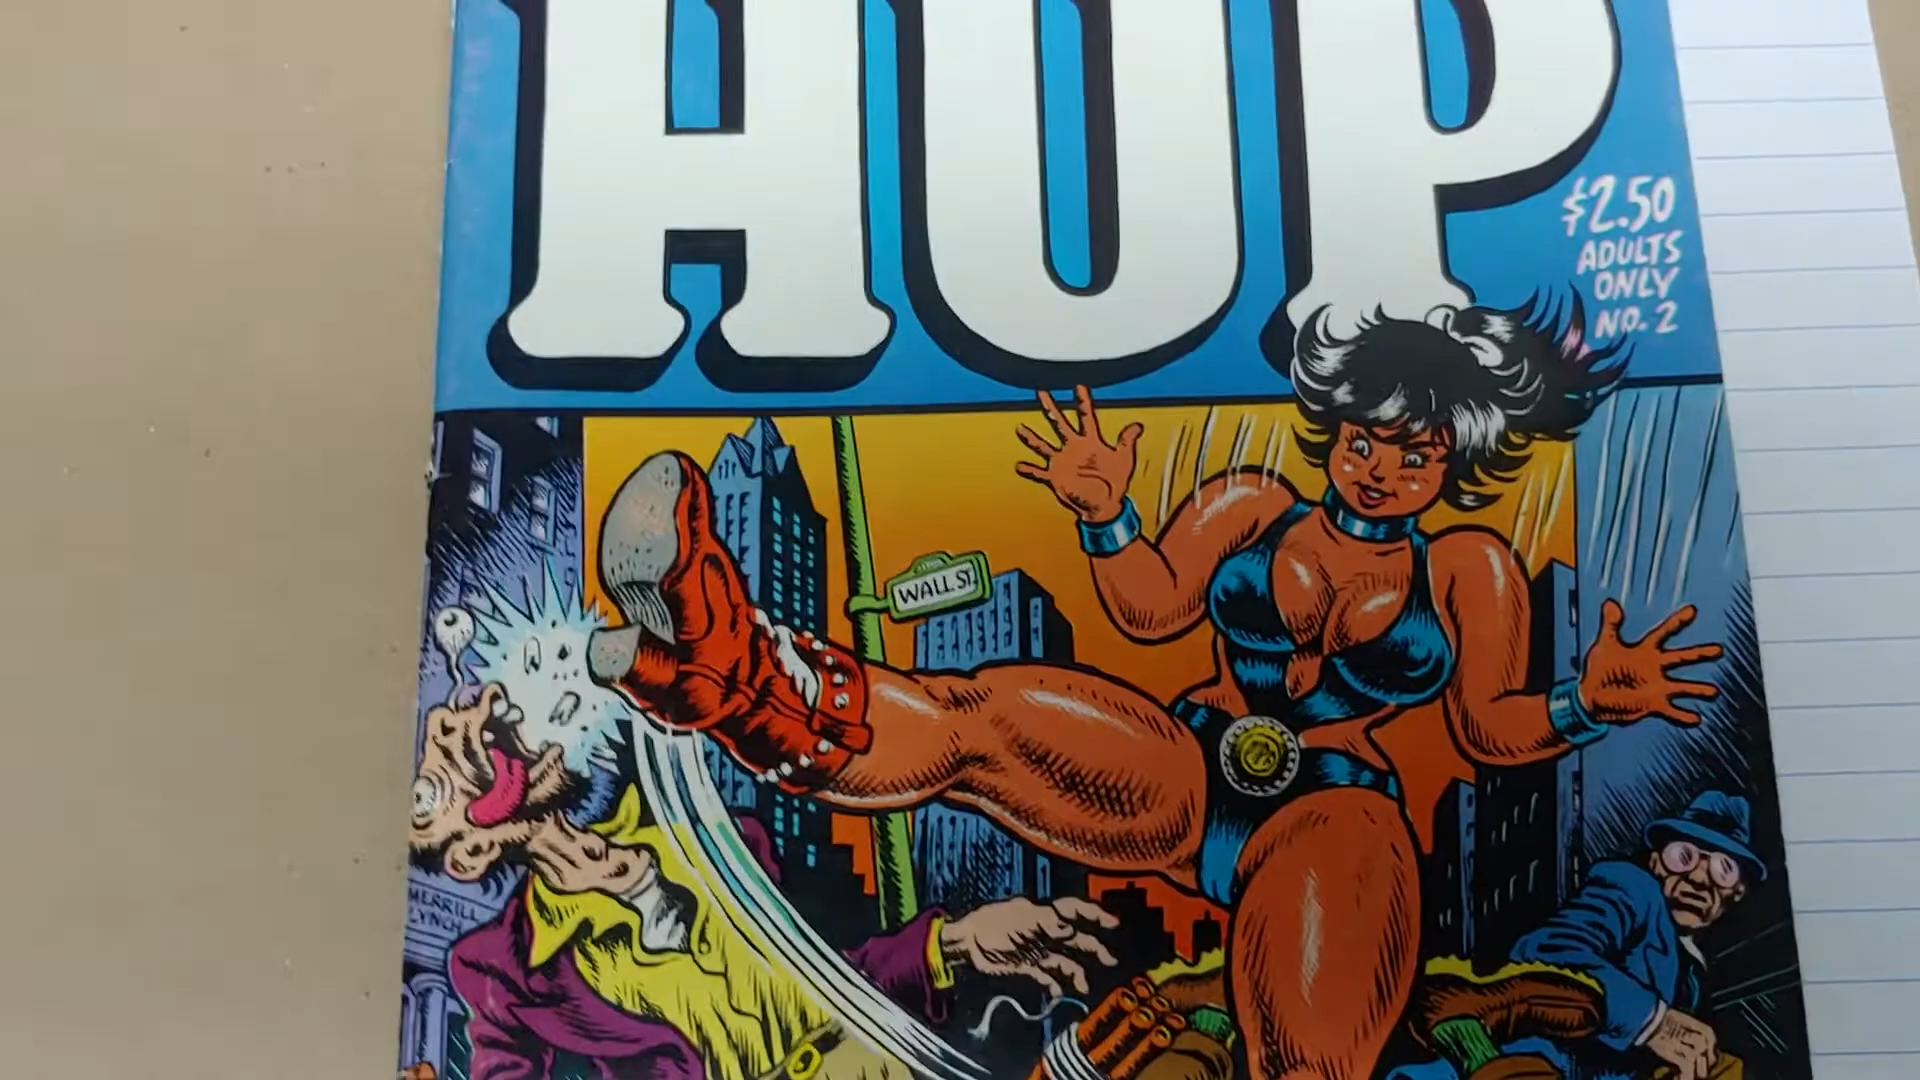 HUP
$2.50
ADULTS
ONLY
NO. 2
WALL ST.
MERRILL
LYNCH